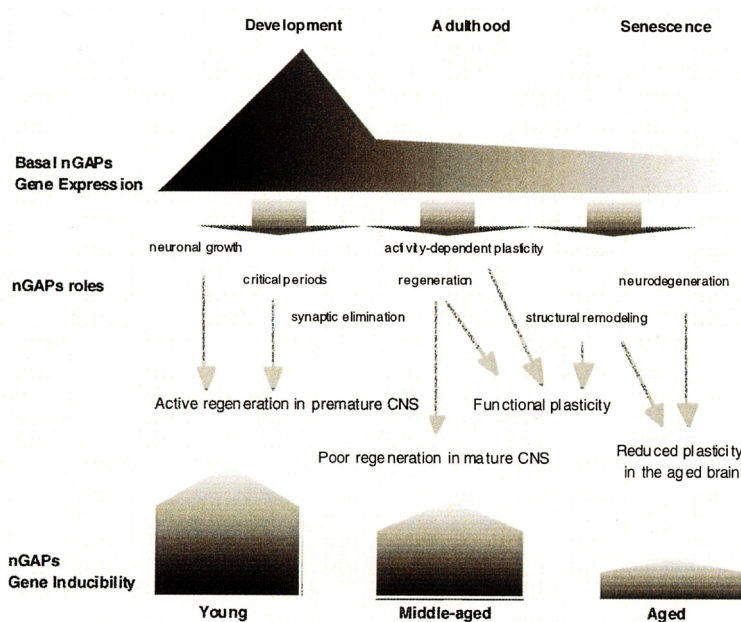 Development Adulthood Senescence
Basal nGAPs
Gene Expression
neuronal growth activity-dependent plasticity
nGAPs roles critical periods regeneration neurodegeneration
synaptic elimination structural remodeling
Active regeneration in premature CNS Functional plasticity
Poor regeneration in mature CNS Reduced plasticity
in the aged brain
nGAPs
Gene Inducibility
Young Middle-aged Aged